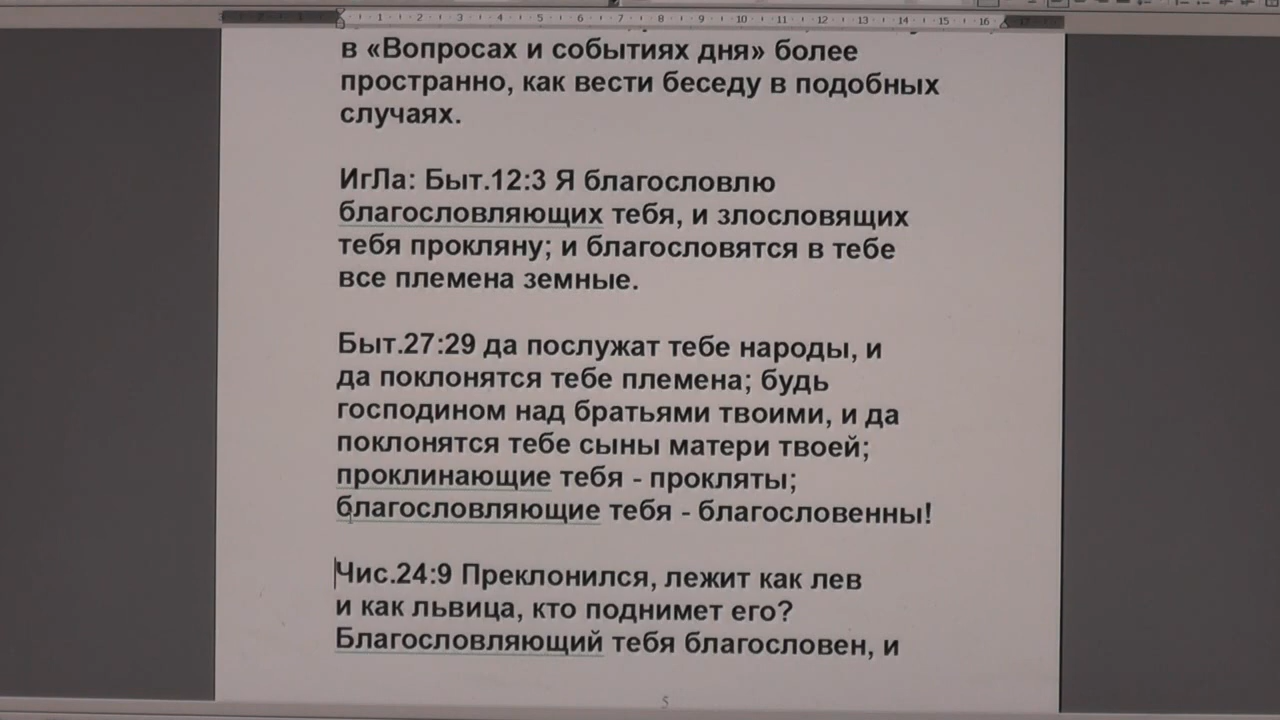 в «Вопросах и событиях дня» более
пространно, как вести беседу в подобных
случаях.
ИгЛа: Быт.12:3 Я благословлю
благословляющих тебя, и злословящих
тебя прокляну; и благословятся в тебе
все племена земные.
Быт.27:29 да послужат тебе народы, и
да поклонятся тебе племена; будь
господином над братьями твоими, и да
поклонятся тебе сыны матери твоей;
проклинающие тебя - прокляты;
благословляющие тебя - благословенны!
Чис.24:9 Преклонился, лежит как лев
и как львица, кто поднимет его?
Благословляющий тебя благословен, и
5